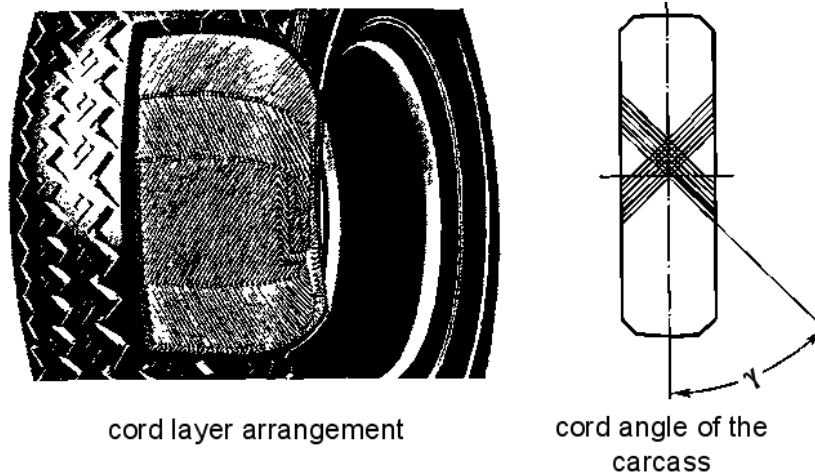 γ
cord layer arrangement
cord angle of the
carcass